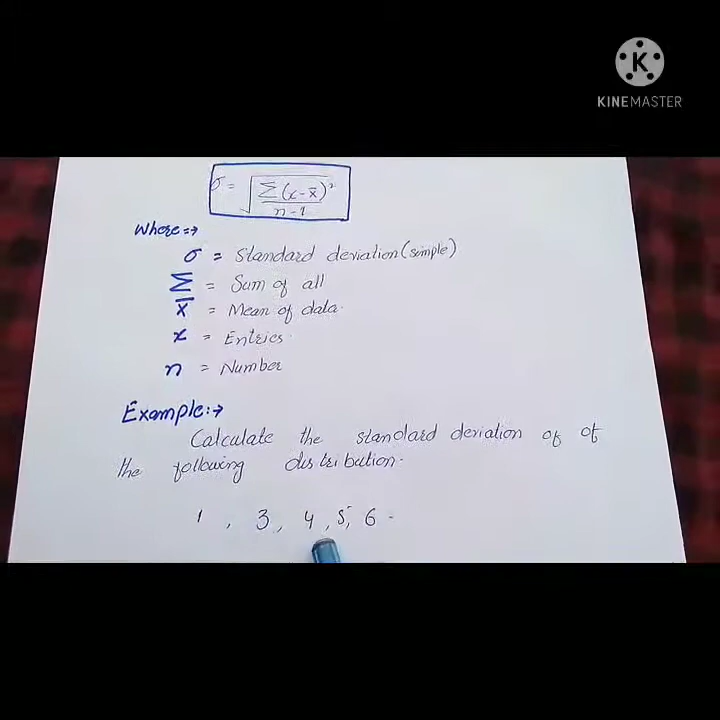 KINEMASTER
σ = √Σ(x-x̄)²/n-1
Where:→
σ = Standard deviation (simple)
Σ = Sum of all
x̄ = Mean of data.
x = Entries.
n = Number
Example:→
Calculate the standard deviation of of
the following distribution.
1 , 3 , 4 , 5 , 6 .